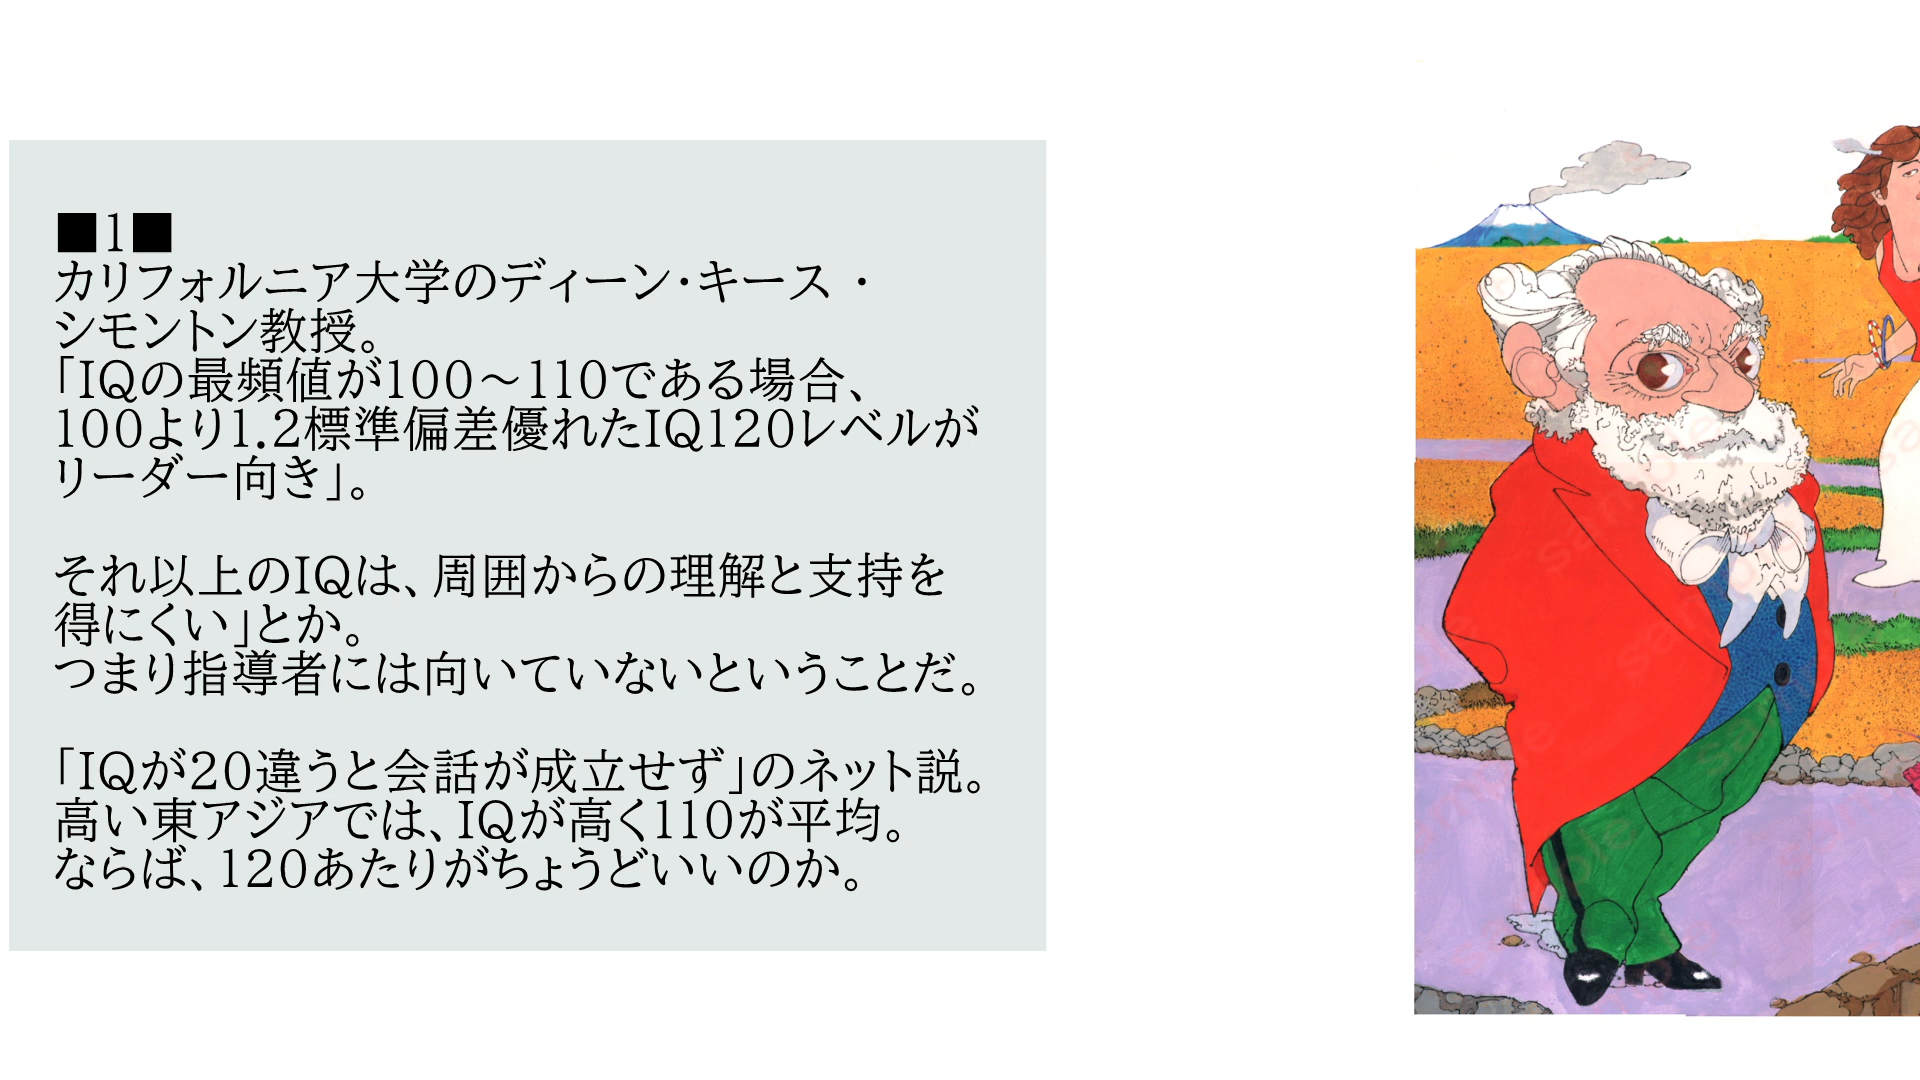 ■1■
カリフォルニア大学のディーン・キース ・
シモントン教授。
「IQの最頻値が100～110である場合、
100より1.2標準偏差優れたIQ120レベルが
リーダー向き」。
それ以上のIQは、周囲からの理解と支持を
得にくい」とか。
つまり指導者には向いていないということだ。
「IQが20違うと会話が成立せず」のネット説。
高い東アジアでは、IQが高く110が平均。
ならば、120あたりがちょうどいいのか。